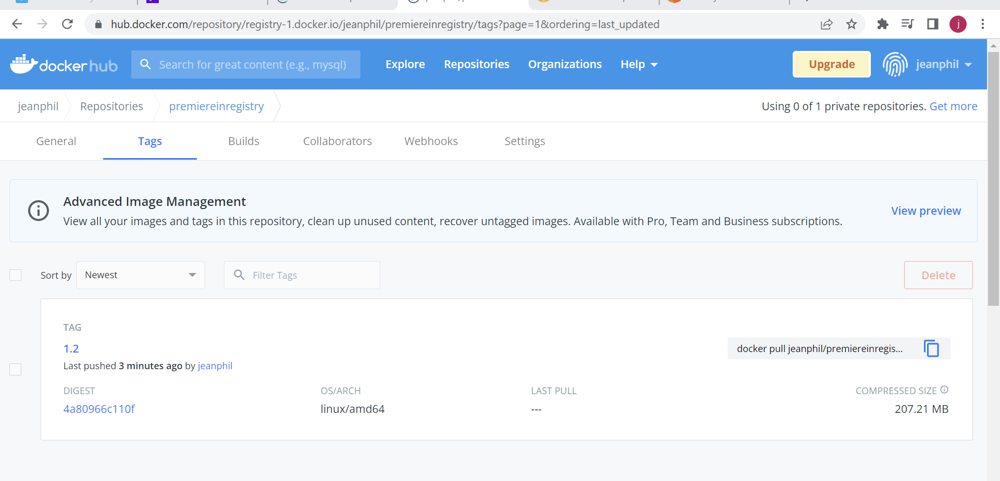 hub.docker.com/repository/registry-1.docker.io/jeanphil/premiereinregistry/tags?page=1&ordering=last_updated
j
docker hub
Search for great content (e.g., mysql)
Explore
Repositories
Organizations
Help
Upgrade
jeanphil
jeanphil
Repositories
premiereinregistry
Using 0 of 1 private repositories. Get more
General
Tags
Builds
Collaborators
Webhooks
Settings
Advanced Image Management
View all your images and tags in this repository, clean up unused content, recover untagged images. Available with Pro, Team and Business subscriptions.
View preview
Sort by
Newest
Filter Tags
Delete
TAG
1.2
docker pull jeanphil/premiereinregis...
Last pushed 3 minutes ago by jeanphil
DIGEST
OS/ARCH
LAST PULL
COMPRESSED SIZE
4a80966c110f
linux/amd64
---
207.21 MB